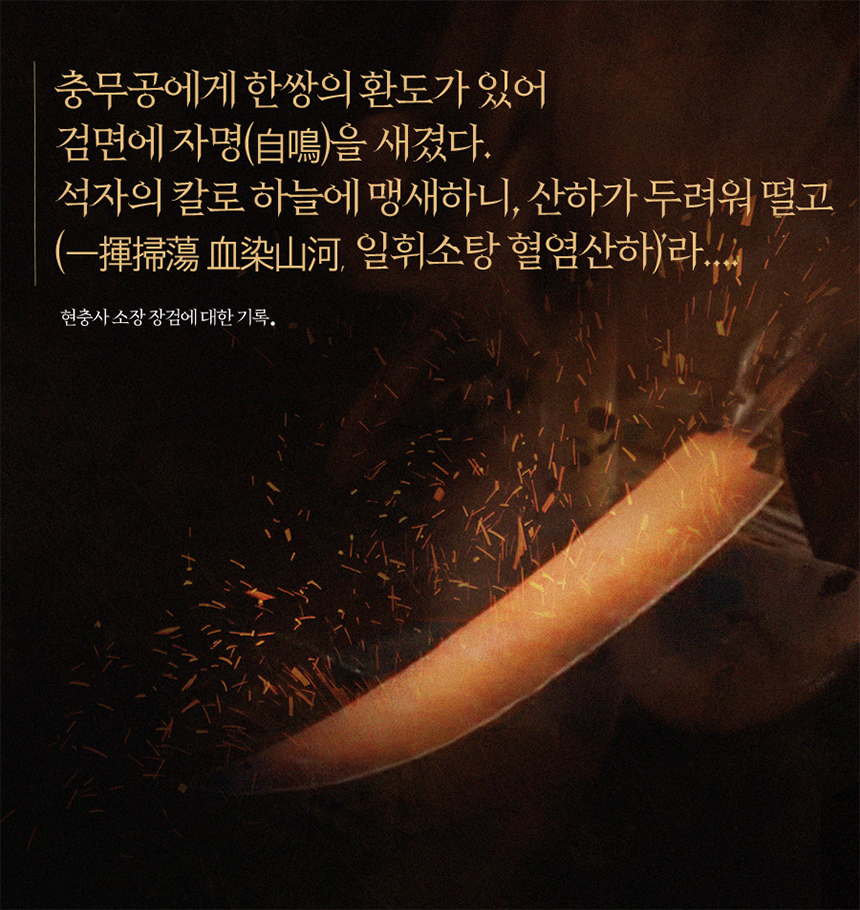 충무공에게 한쌍의 환도가 있어
검면에 자명(自鳴)을 새겼다.
석자의 칼로 하늘에 맹새하니, 산하가 두려워 떨고
(一揮掃蕩 血染山河, 일휘소탕 혈염산하)'라....
현충사 소장 장검에 대한 기록.